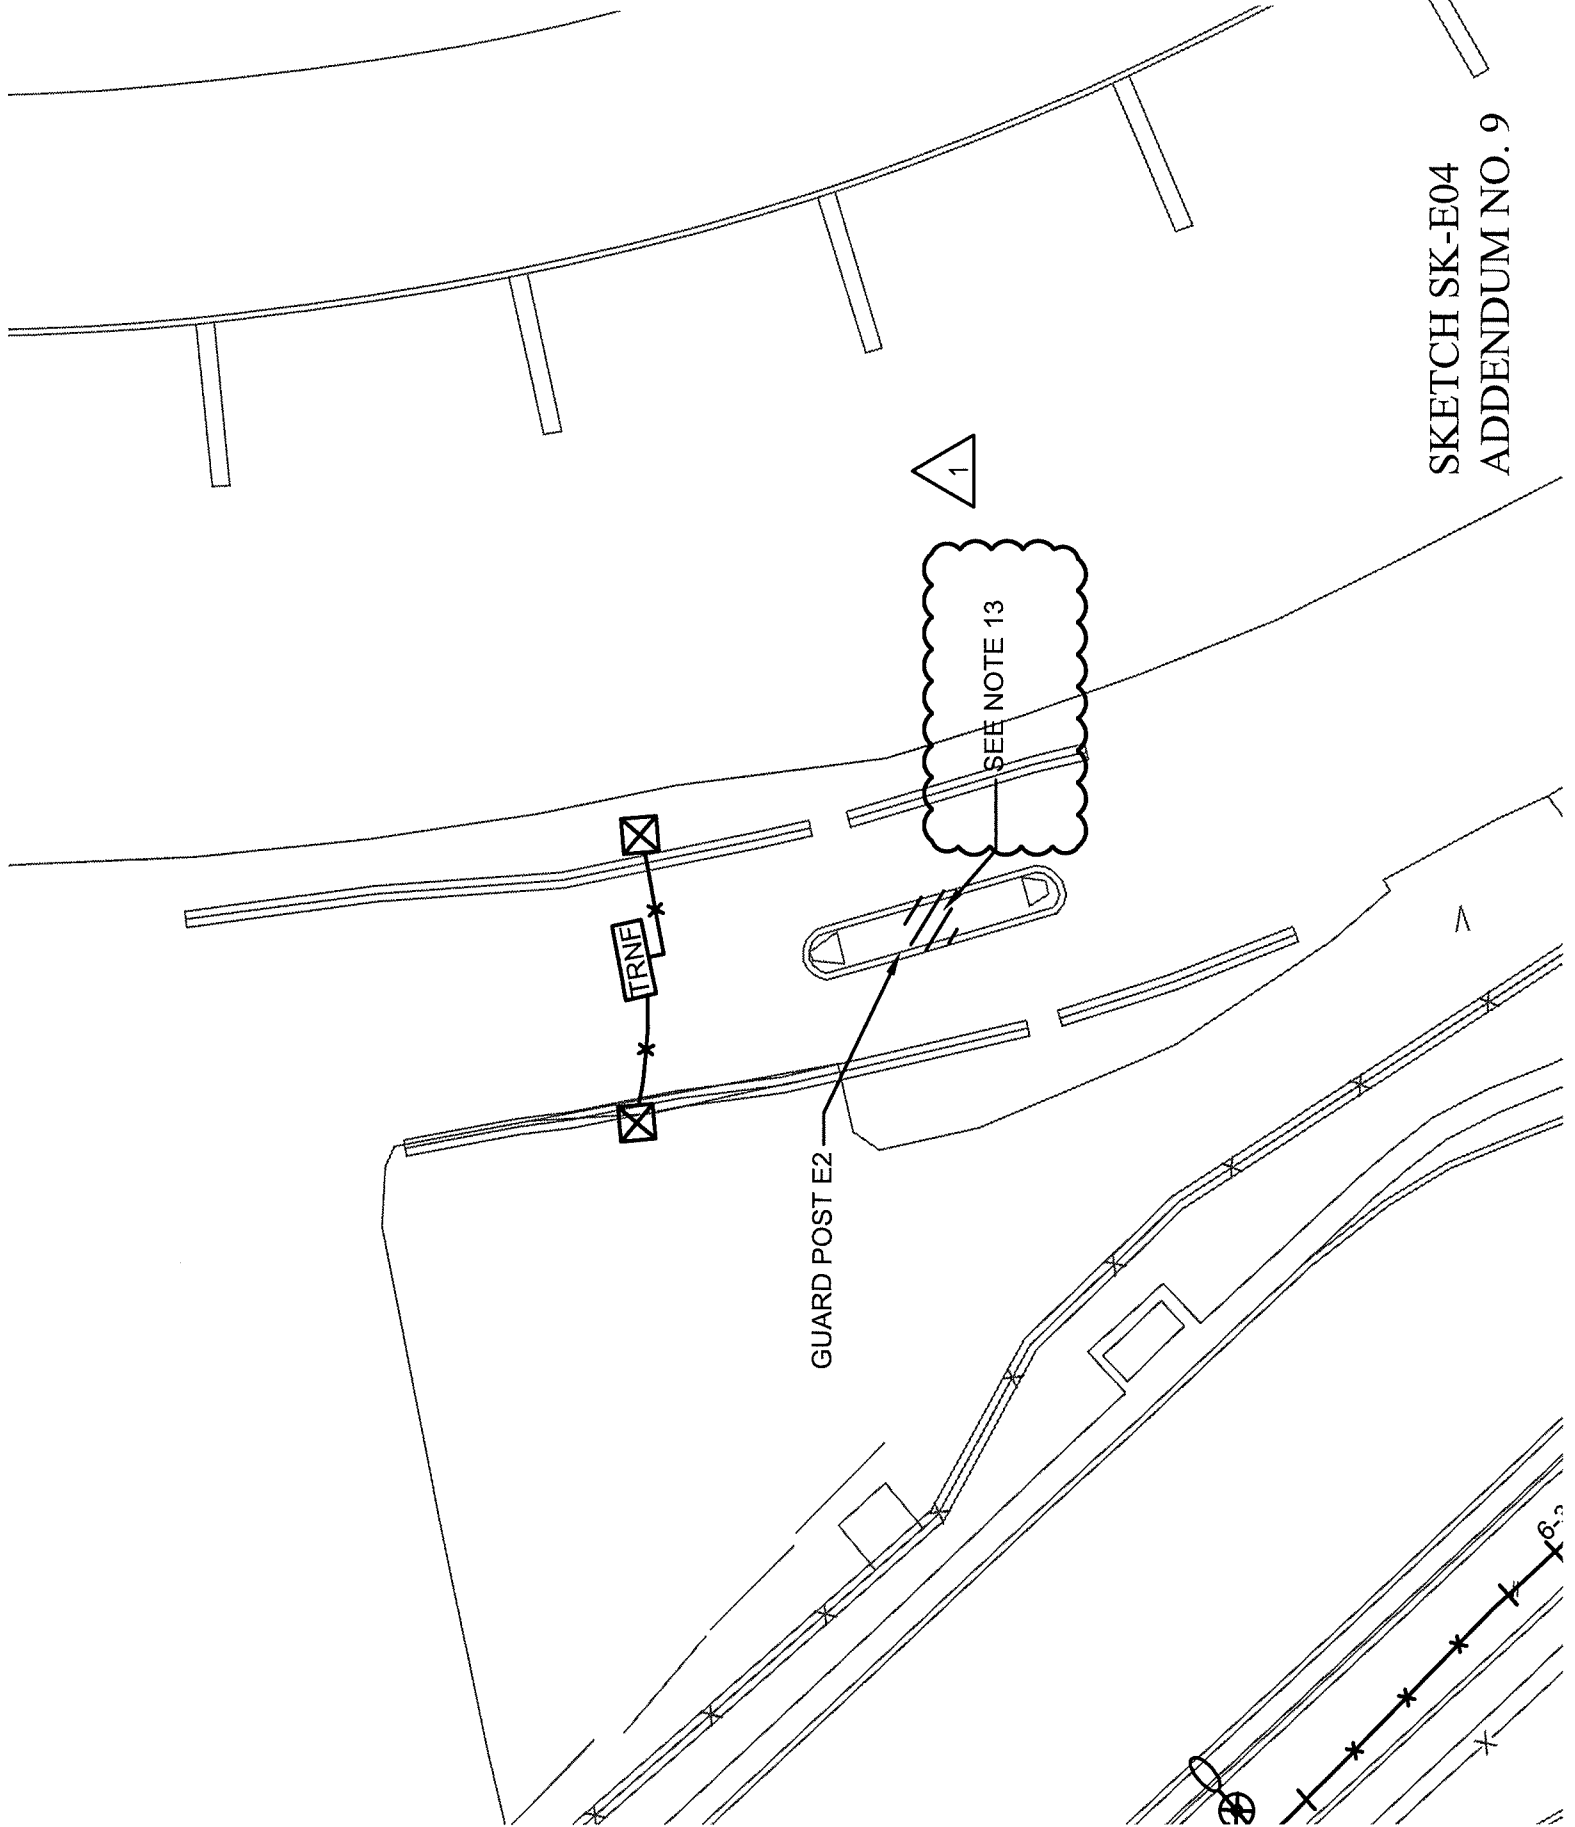 TRNF
1
SEE NOTE 13
GUARD POST E2
SKETCH SK-E04
ADDENDUM NO. 9